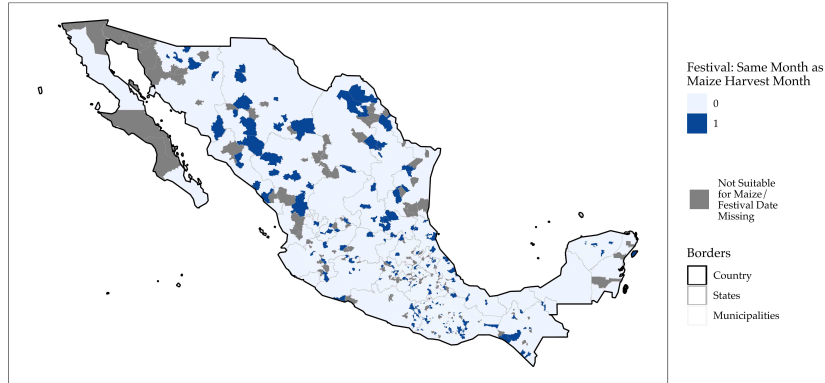 Festival: Same Month as
Maize Harvest Month
0
1
Not Suitable
for Maize/
Festival Date
Missing
Borders
Country
States
Municipalities